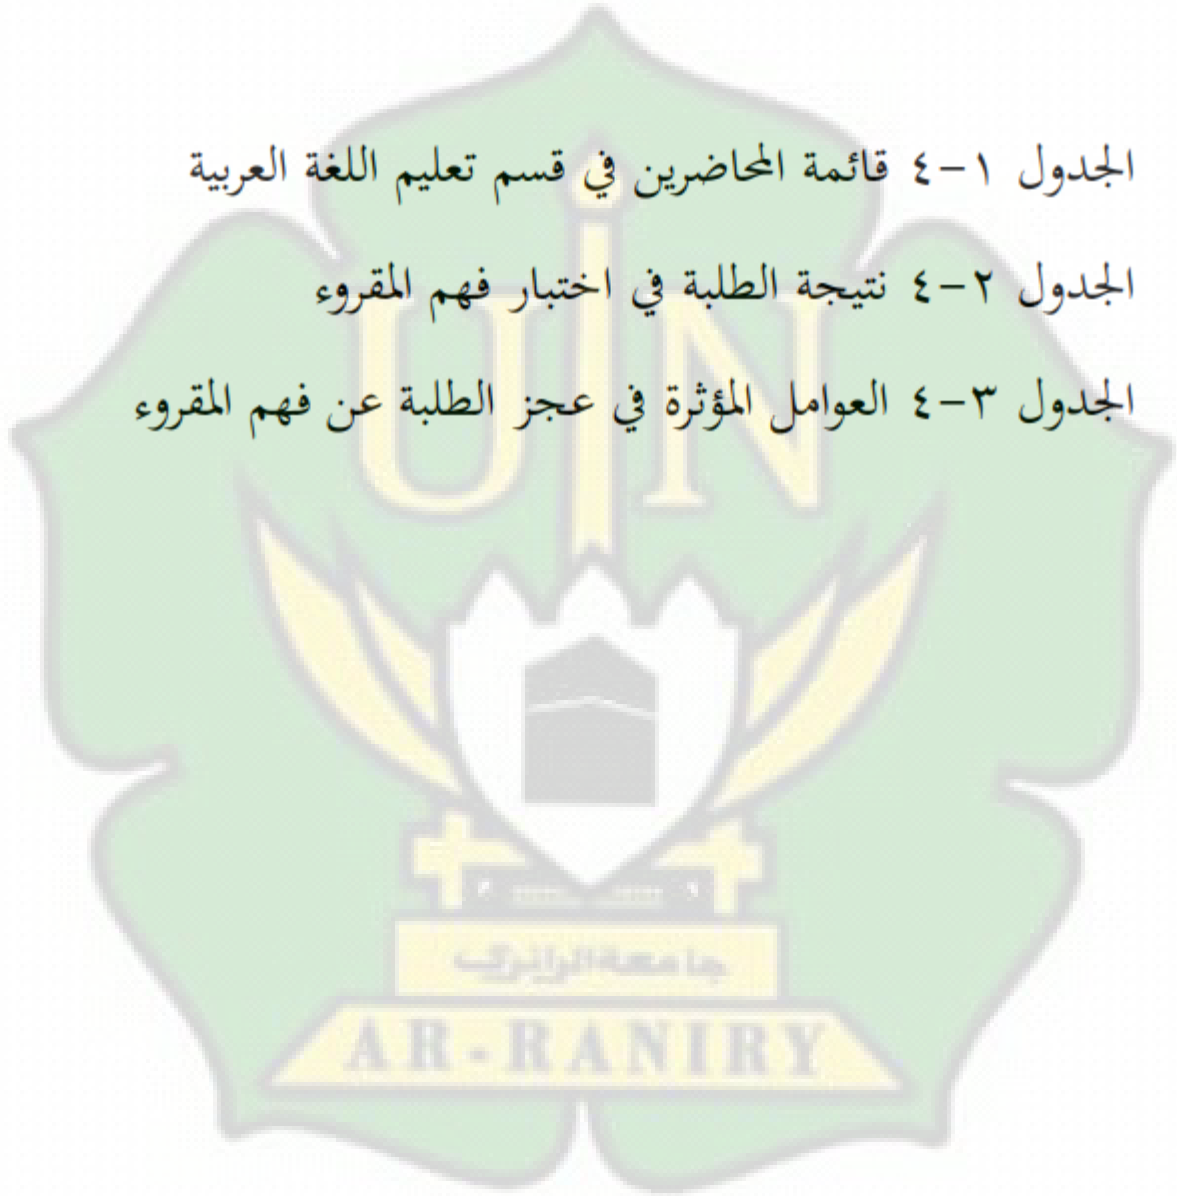 الجدول ١-٤ قائمة المحاضرين في قسم تعليم اللغة العربية
الجدول ٢-٤ نتيجة الطلبة في اختبار فهم المقروء
الجدول ٣-٤ العوامل المؤثرة في عجز الطلبة عن فهم المقروء
UIN
جامعة الرانري
AR-RANIRY